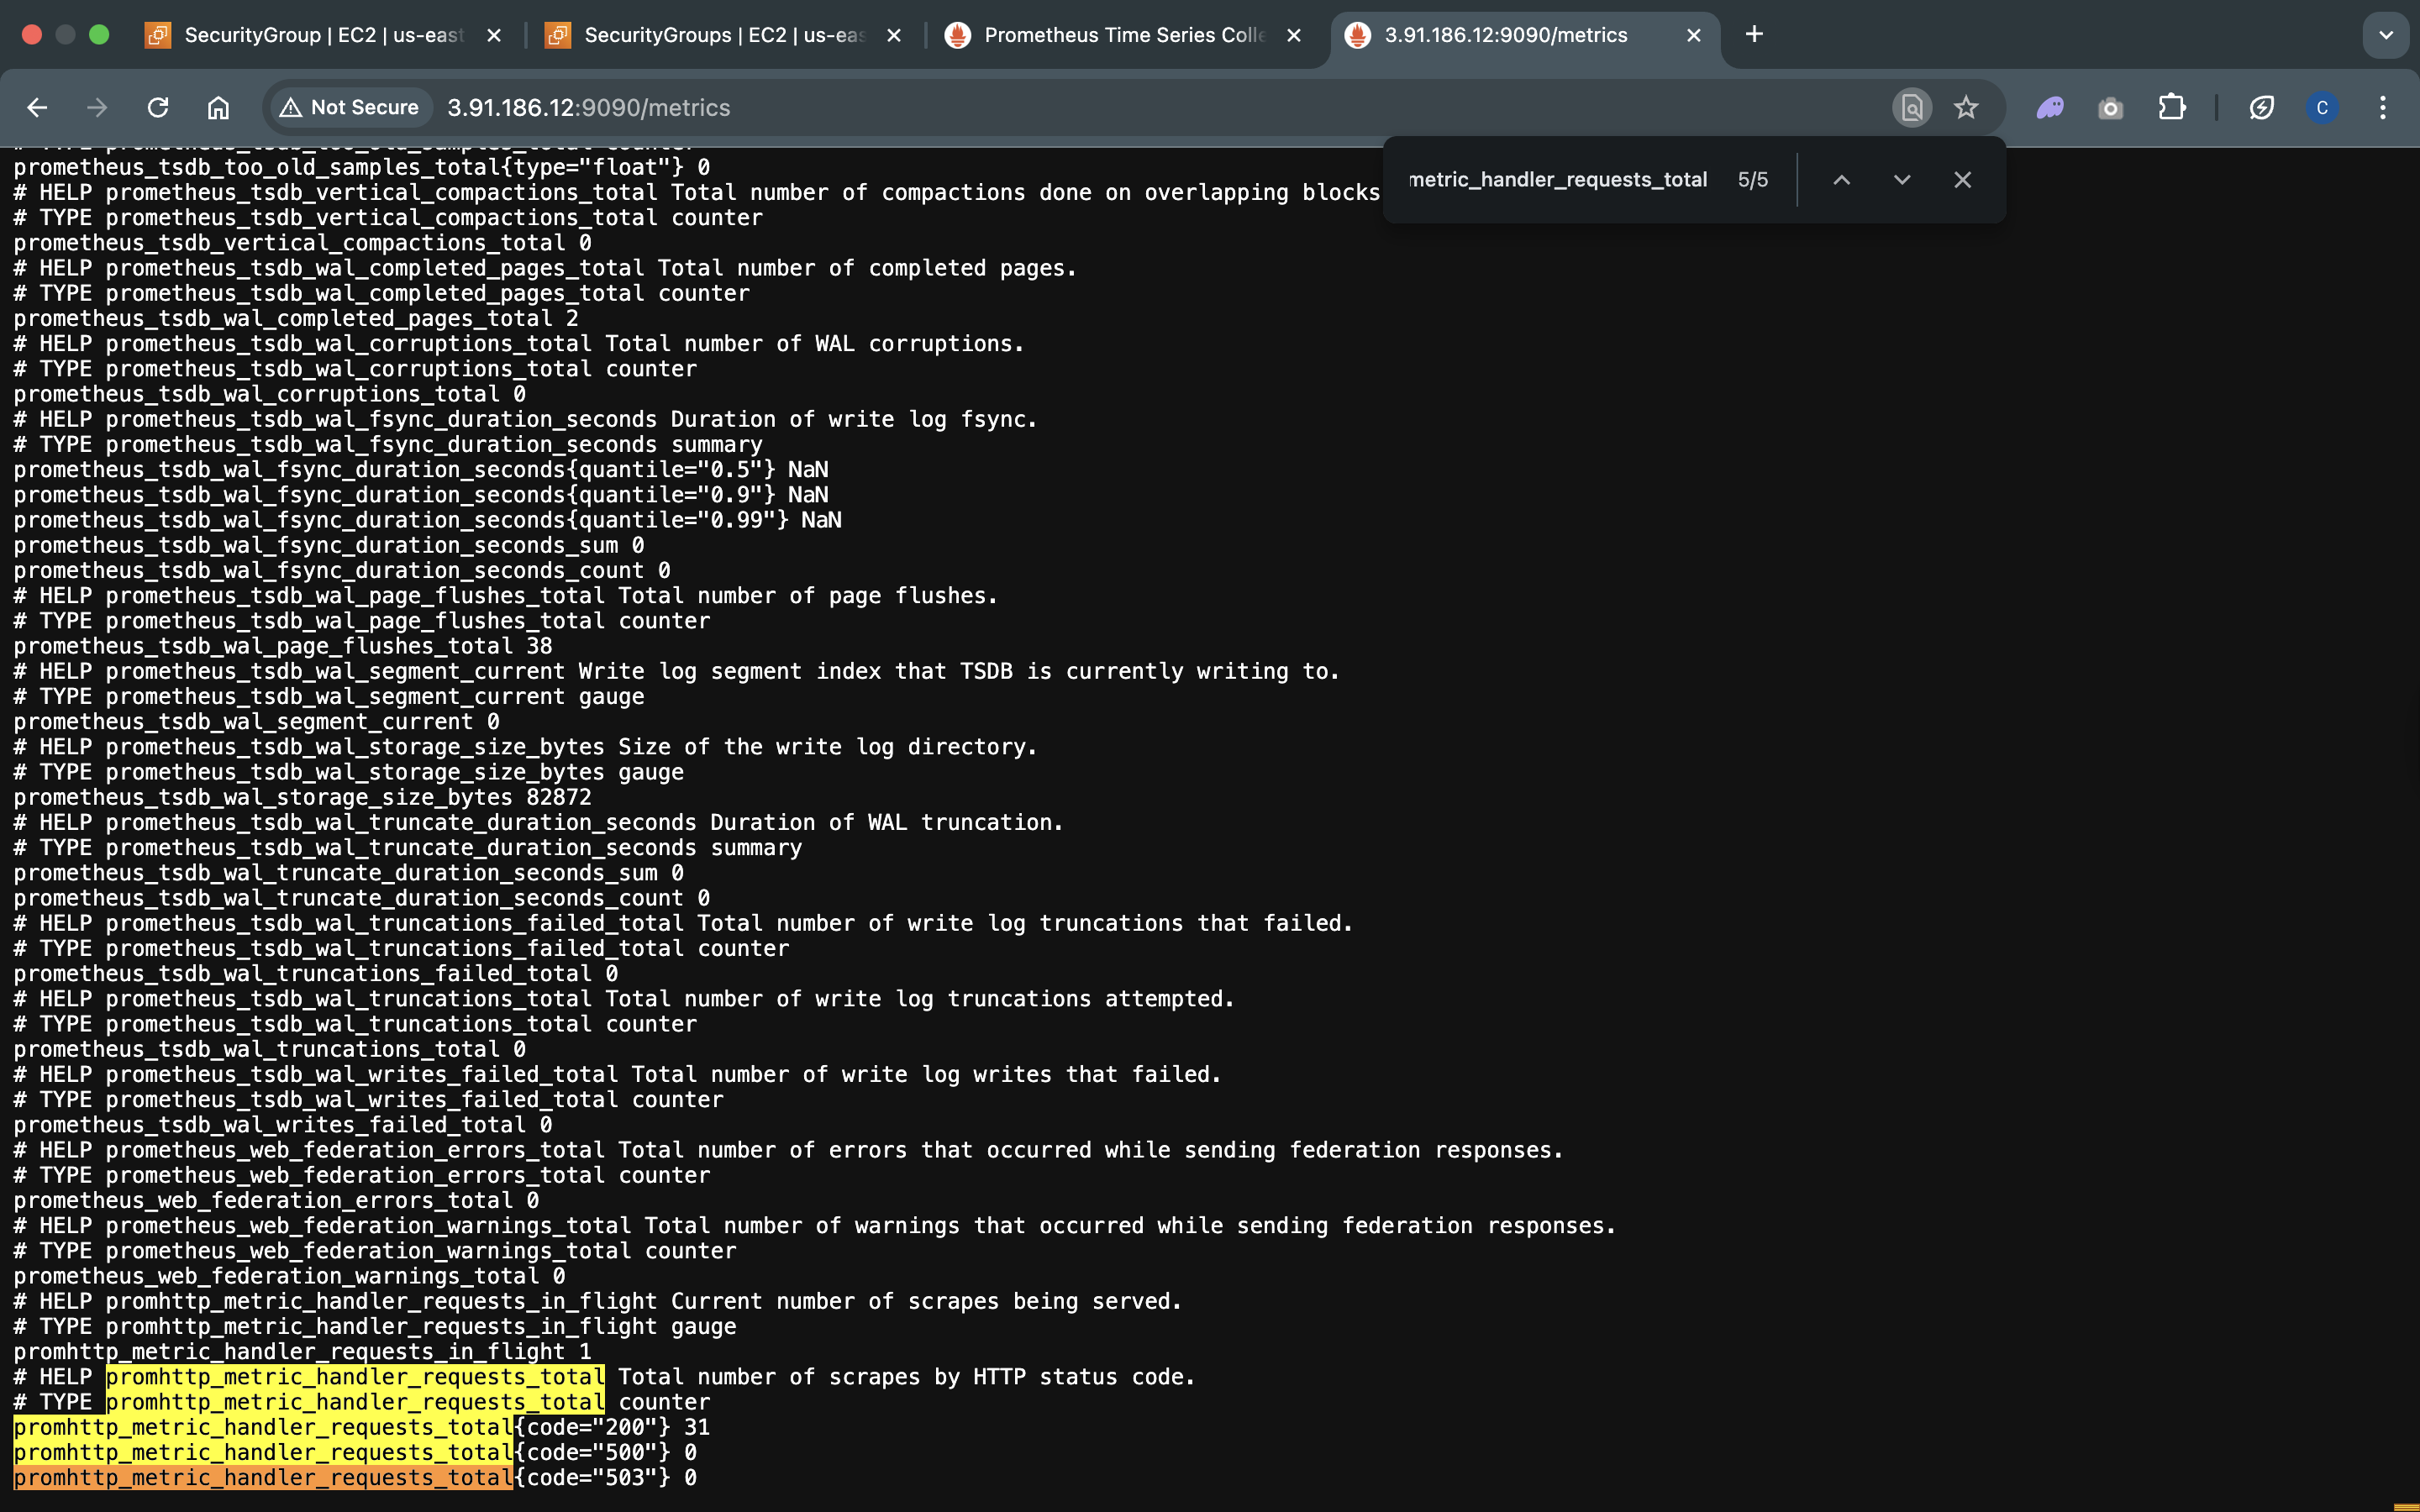 SecurityGroup | EC2 | us-east
SecurityGroups | EC2 | us-eas
Prometheus Time Series Colle
3.91.186.12:9090/metrics
Not Secure
3.91.186.12:9090/metrics
C
metric_handler_requests_total 5/5
# TYPE prometheus_tsdb_too_old_samples_total counter
prometheus_tsdb_too_old_samples_total{type="float"} 0
# HELP prometheus_tsdb_vertical_compactions_total Total number of compactions done on overlapping blocks
# TYPE prometheus_tsdb_vertical_compactions_total counter
prometheus_tsdb_vertical_compactions_total 0
# HELP prometheus_tsdb_wal_completed_pages_total Total number of completed pages.
# TYPE prometheus_tsdb_wal_completed_pages_total counter
prometheus_tsdb_wal_completed_pages_total 2
# HELP prometheus_tsdb_wal_corruptions_total Total number of WAL corruptions.
# TYPE prometheus_tsdb_wal_corruptions_total counter
prometheus_tsdb_wal_corruptions_total 0
# HELP prometheus_tsdb_wal_fsync_duration_seconds Duration of write log fsync.
# TYPE prometheus_tsdb_wal_fsync_duration_seconds summary
prometheus_tsdb_wal_fsync_duration_seconds{quantile="0.5"} NaN
prometheus_tsdb_wal_fsync_duration_seconds{quantile="0.9"} NaN
prometheus_tsdb_wal_fsync_duration_seconds{quantile="0.99"} NaN
prometheus_tsdb_wal_fsync_duration_seconds_sum 0
prometheus_tsdb_wal_fsync_duration_seconds_count 0
# HELP prometheus_tsdb_wal_page_flushes_total Total number of page flushes.
# TYPE prometheus_tsdb_wal_page_flushes_total counter
prometheus_tsdb_wal_page_flushes_total 38
# HELP prometheus_tsdb_wal_segment_current Write log segment index that TSDB is currently writing to.
# TYPE prometheus_tsdb_wal_segment_current gauge
prometheus_tsdb_wal_segment_current 0
# HELP prometheus_tsdb_wal_storage_size_bytes Size of the write log directory.
# TYPE prometheus_tsdb_wal_storage_size_bytes gauge
prometheus_tsdb_wal_storage_size_bytes 82872
# HELP prometheus_tsdb_wal_truncate_duration_seconds Duration of WAL truncation.
# TYPE prometheus_tsdb_wal_truncate_duration_seconds summary
prometheus_tsdb_wal_truncate_duration_seconds_sum 0
prometheus_tsdb_wal_truncate_duration_seconds_count 0
# HELP prometheus_tsdb_wal_truncations_failed_total Total number of write log truncations that failed.
# TYPE prometheus_tsdb_wal_truncations_failed_total counter
prometheus_tsdb_wal_truncations_failed_total 0
# HELP prometheus_tsdb_wal_truncations_total Total number of write log truncations attempted.
# TYPE prometheus_tsdb_wal_truncations_total counter
prometheus_tsdb_wal_truncations_total 0
# HELP prometheus_tsdb_wal_writes_failed_total Total number of write log writes that failed.
# TYPE prometheus_tsdb_wal_writes_failed_total counter
prometheus_tsdb_wal_writes_failed_total 0
# HELP prometheus_web_federation_errors_total Total number of errors that occurred while sending federation responses.
# TYPE prometheus_web_federation_errors_total counter
prometheus_web_federation_errors_total 0
# HELP prometheus_web_federation_warnings_total Total number of warnings that occurred while sending federation responses.
# TYPE prometheus_web_federation_warnings_total counter
prometheus_web_federation_warnings_total 0
# HELP promhttp_metric_handler_requests_in_flight Current number of scrapes being served.
# TYPE promhttp_metric_handler_requests_in_flight gauge
promhttp_metric_handler_requests_in_flight 1
# HELP promhttp_metric_handler_requests_total Total number of scrapes by HTTP status code.
# TYPE promhttp_metric_handler_requests_total counter
promhttp_metric_handler_requests_total{code="200"} 31
promhttp_metric_handler_requests_total{code="500"} 0
promhttp_metric_handler_requests_total{code="503"} 0